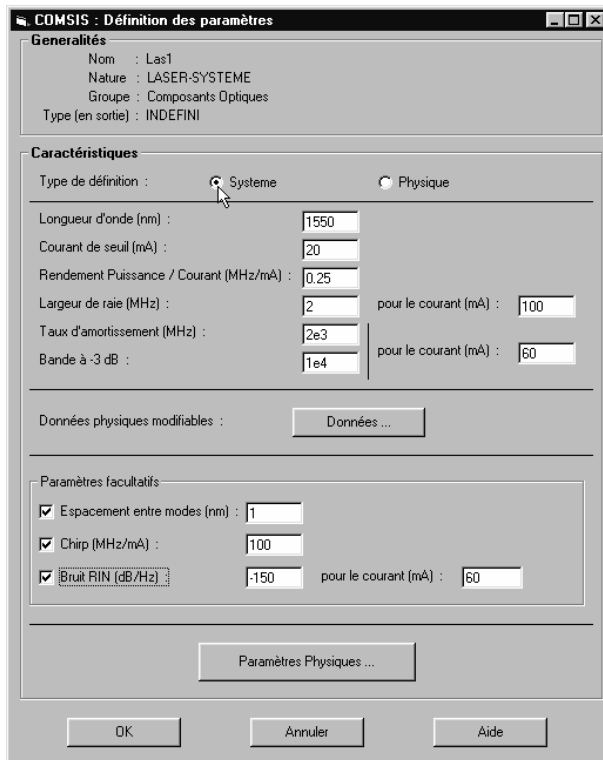 COMSIS : Définition des paramètres
Generalités
Nom : Las1
Nature : LASER-SYSTEME
Groupe : Composants Optiques
Type (en sortie) : INDEFINI
Caractéristiques
Type de définition : Systeme Physique
Longueur d'onde (nm) : 1550
Courant de seuil (mA) : 20
Rendement Puissance / Courant (MHz/mA) : 0.25
Largeur de raie (MHz) : 2 pour le courant (mA) : 100
Taux d'amortissement (MHz) : 2e3
Bande à -3 dB : 1e4 pour le courant (mA) : 60
Données physiques modifiables : Données ...
Paramètres facultatifs
Espacement entre modes (nm) : 1
Chirp (MHz/mA) : 100
Bruit RIN (dB/Hz) : -150 pour le courant (mA) : 60
Paramètres Physiques ...
OK Annuler Aide